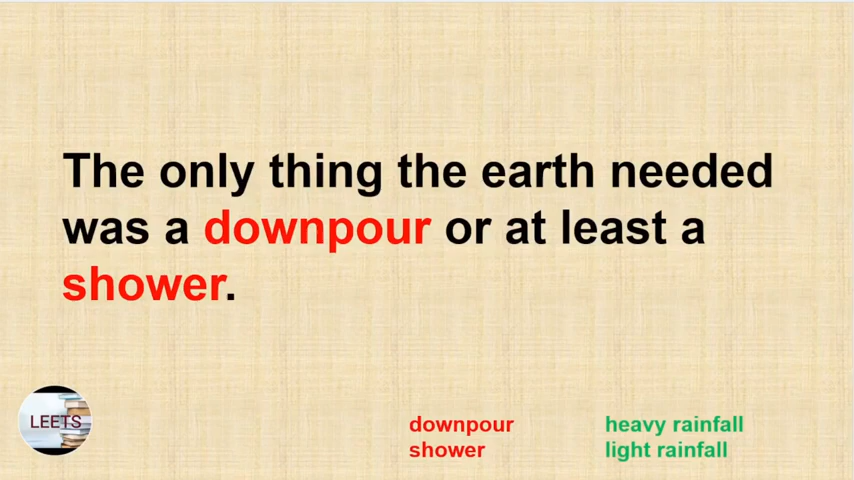 The only thing the earth needed
was a downpour or at least a
shower.
LEETS
downpour heavy rainfall
shower light rainfall